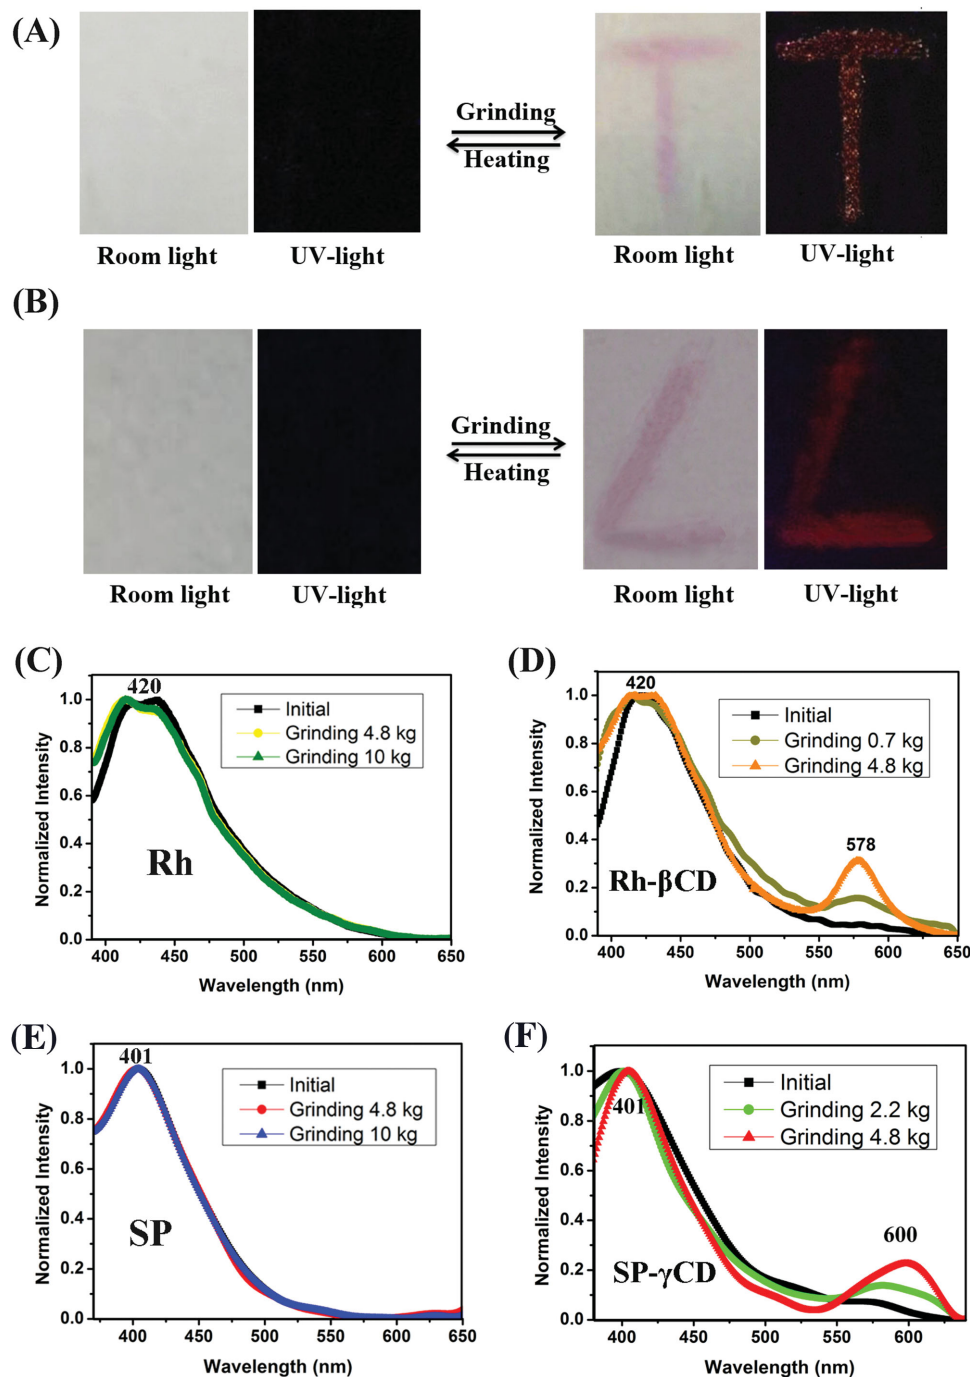 (A)
Grinding
Heating
Room light
UV-light
Room light
UV-light
(B)
Grinding
Heating
Room light
UV-light
Room light
UV-light
(C)
420
Initial
Grinding 4.8 kg
Grinding 10 kg
Rh
Normalized Intensity
1.0
0.8
0.6
0.4
0.2
0.0
400 450 500 550 600 650
Wavelength (nm)
(D)
420
Initial
Grinding 0.7 kg
Grinding 4.8 kg
578
Rh-βCD
Normalized Intensity
1.0
0.8
0.6
0.4
0.2
0.0
400 450 500 550 600 650
Wavelength (nm)
(E)
401
Initial
Grinding 4.8 kg
Grinding 10 kg
SP
Normalized Intensity
1.0
0.8
0.6
0.4
0.2
0.0
400 450 500 550 600 650
Wavelength (nm)
(F)
401
Initial
Grinding 2.2 kg
Grinding 4.8 kg
600
SP-γCD
Normalized Intensity
1.0
0.8
0.6
0.4
0.2
0.0
400 450 500 550 600
Wavelength (nm)